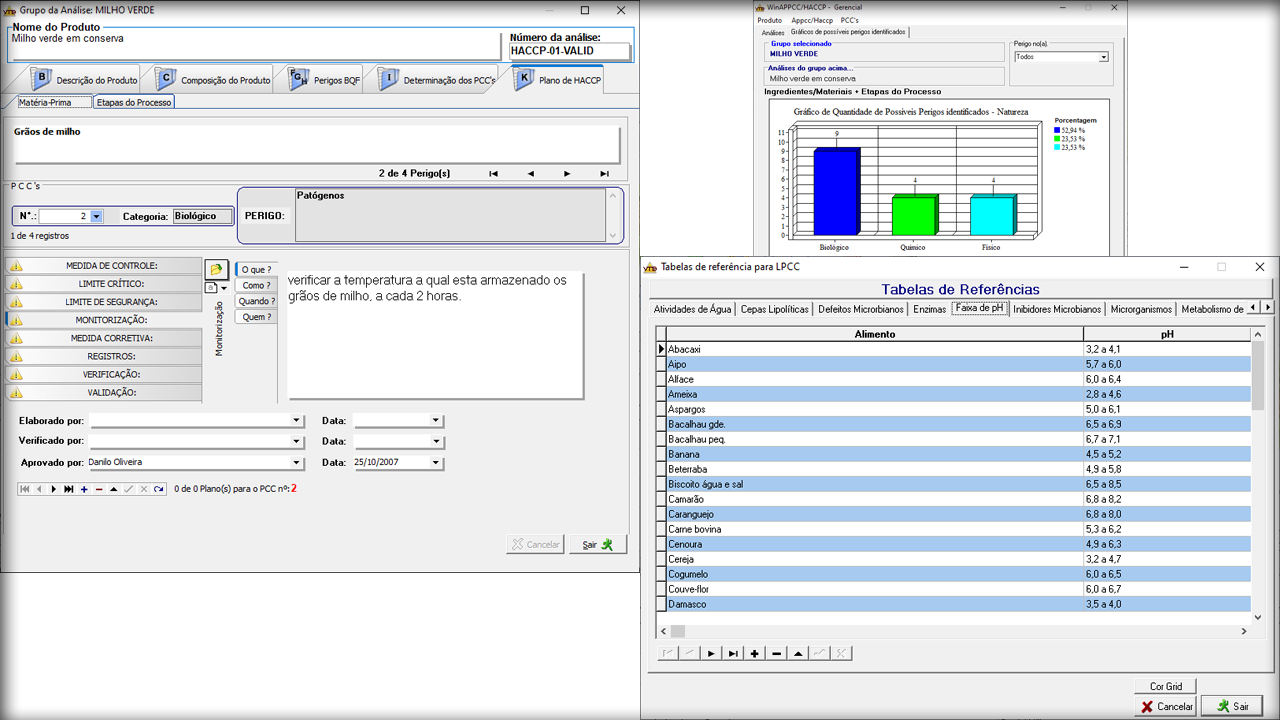 Grupo da Análise: MILHO VERDE
Nome do Produto
Milho verde em conserva
Número da análise:
HACCP-01-VALID
B Descrição do Produto
C Composição do Produto
FGH Perigos BQF
I Determinação dos PCC's
K Plano de HACCP
Matéria-Prima
Etapas do Processo
Grãos de milho
2 de 4 Perigo(s)
PCC's
N°.: 2
Categoria: Biológico
PERIGO:
Patógenos
1 de 4 registros
MEDIDA DE CONTROLE:
LIMITE CRÍTICO:
LIMITE DE SEGURANÇA:
MONITORIZAÇÃO:
MEDIDA CORRETIVA:
REGISTROS:
VERIFICAÇÃO:
VALIDAÇÃO:
Monitorização
O que ?
Como ?
Quando ?
Quem ?
verificar a temperatura a qual esta armazenado os
grãos de milho, a cada 2 horas.
Elaborado por:
Data:
Verificado por:
Data:
Aprovado por: Danilo Oliveira
Data: 25/10/2007
0 de 0 Plano(s) para o PCC nº: 2
Cancelar
Sair
WinAPPCC/HACCP - Gerencial
Produto Appcc/Haccp PCC's
Análises Gráficos de possíveis perigos identificados
Grupo selecionado
MILHO VERDE
Perigo no(a).
Todos
Análises do grupo acima...
Milho verde em conserva
Ingredientes/Materiais + Etapas do Processo
Gráfico de Quantidade de Possiveis Perigos identificados - Natureza
Porcentagem
52,94 %
23,53 %
23,53 %
11
10
9
8
7
6
5
4
3
2
1
0
9
4
4
Biológico
Químico
Físico
Tabelas de referência para LPCC
Tabelas de Referências
Atividades de Água
Cepas Lipolíticas
Defeitos Microrbianos
Enzimas
Faixa de pH
Inibidores Microbianos
Microrganismos
Metabolismo de
Alimento pH
Abacaxi 3,2 a 4,1
Aipo 5,7 a 6,0
Alface 6,0 a 6,4
Ameixa 2,8 a 4,6
Aspargos 5,0 a 6,1
Bacalhau gde. 6,5 a 6,9
Bacalhau peq. 6,7 a 7,1
Banana 4,5 a 5,2
Beterraba 4,9 a 5,8
Biscoito água e sal 6,5 a 8,5
Camarão 6,8 a 8,2
Caranguejo 6,8 a 8,0
Carne bovina 5,3 a 6,2
Cenoura 4,9 a 6,3
Cereja 3,2 a 4,7
Cogumelo 6,0 a 6,5
Couve-flor 6,0 a 6,7
Damasco 3,5 a 4,0
Cor Grid
Cancelar
Sair